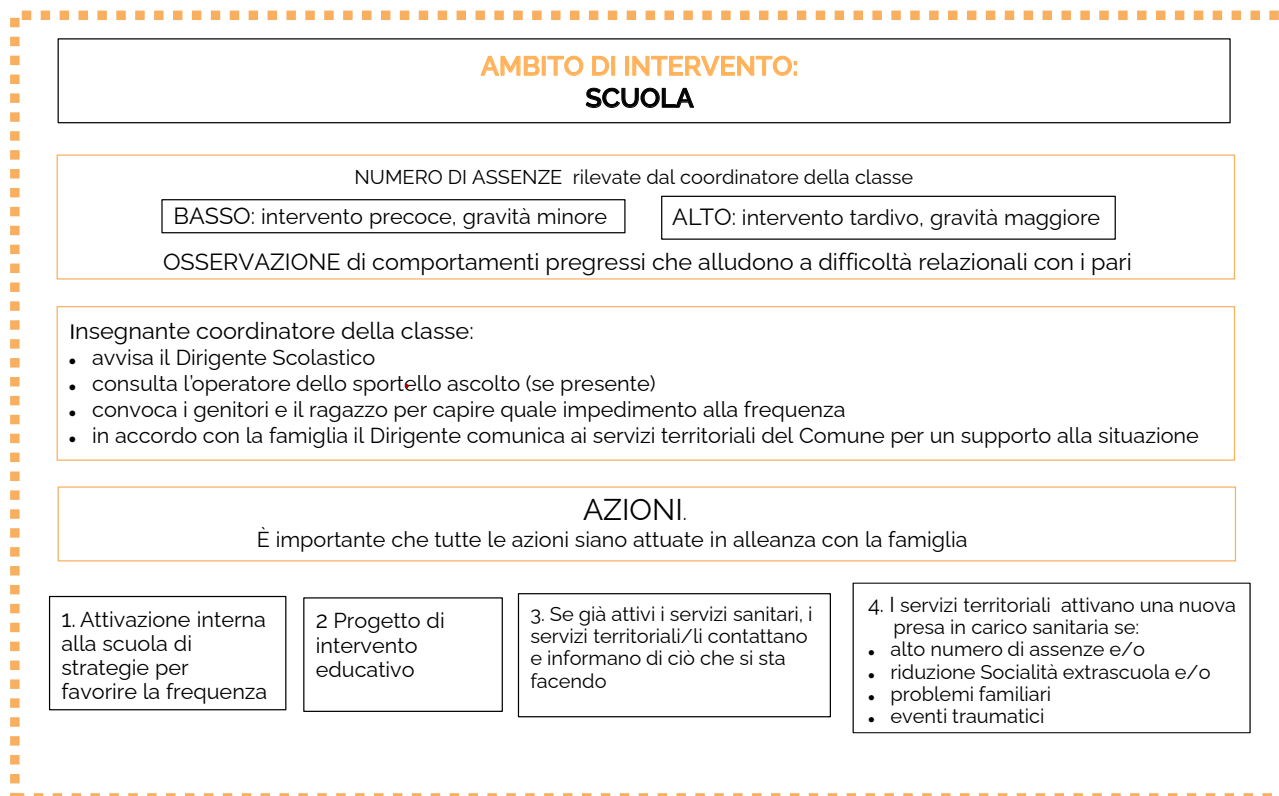 AMBITO DI INTERVENTO:
SCUOLA
NUMERO DI ASSENZE rilevate dal coordinatore della classe
BASSO: intervento precoce, gravità minore
ALTO: intervento tardivo, gravità maggiore
OSSERVAZIONE di comportamenti pregressi che alludono a difficoltà relazionali con i pari
Insegnante coordinatore della classe:
• avvisa il Dirigente Scolastico
• consulta l'operatore dello sportello ascolto (se presente)
• convoca i genitori e il ragazzo per capire quale impedimento alla frequenza
• in accordo con la famiglia il Dirigente comunica ai servizi territoriali del Comune per un supporto alla situazione
AZIONI.
È importante che tutte le azioni siano attuate in alleanza con la famiglia
1. Attivazione interna
alla scuola di
strategie per
favorire la frequenza
2 Progetto di
intervento
educativo
3. Se già attivi i servizi sanitari, i
servizi territoriali/li contattano
e informano di ciò che si sta
facendo
4. I servizi territoriali attivano una nuova
presa in carico sanitaria se:
• alto numero di assenze e/o
• riduzione Socialità extrascuola e/o
• problemi familiari
• eventi traumatici